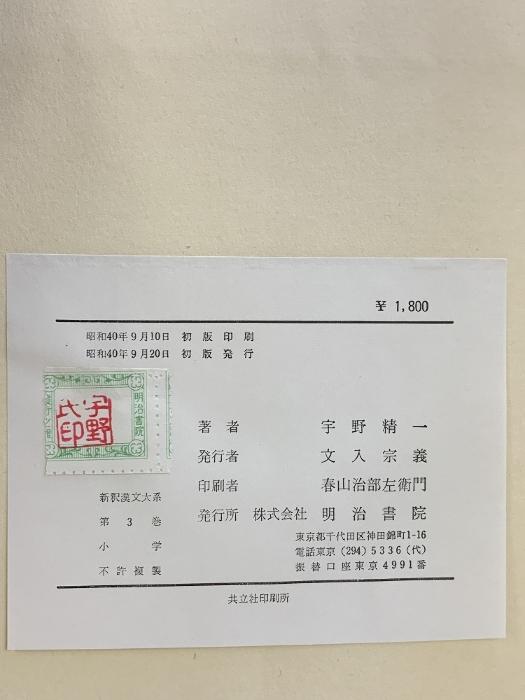 ¥ 1,800
昭和40年9月10日 初版印刷
昭和40年9月20日 初版発行
明治書院
宇野氏印
著者 宇野精一
発行者 文入宗義
印刷者 春山治部左衛門
発行所 株式会社 明治書院
東京都千代田区神田錦町1-16
電話東京(294)5336(代)
振替口座東京4991番
新釈漢文大系
第3巻
小学
不許複製
共立社印刷所